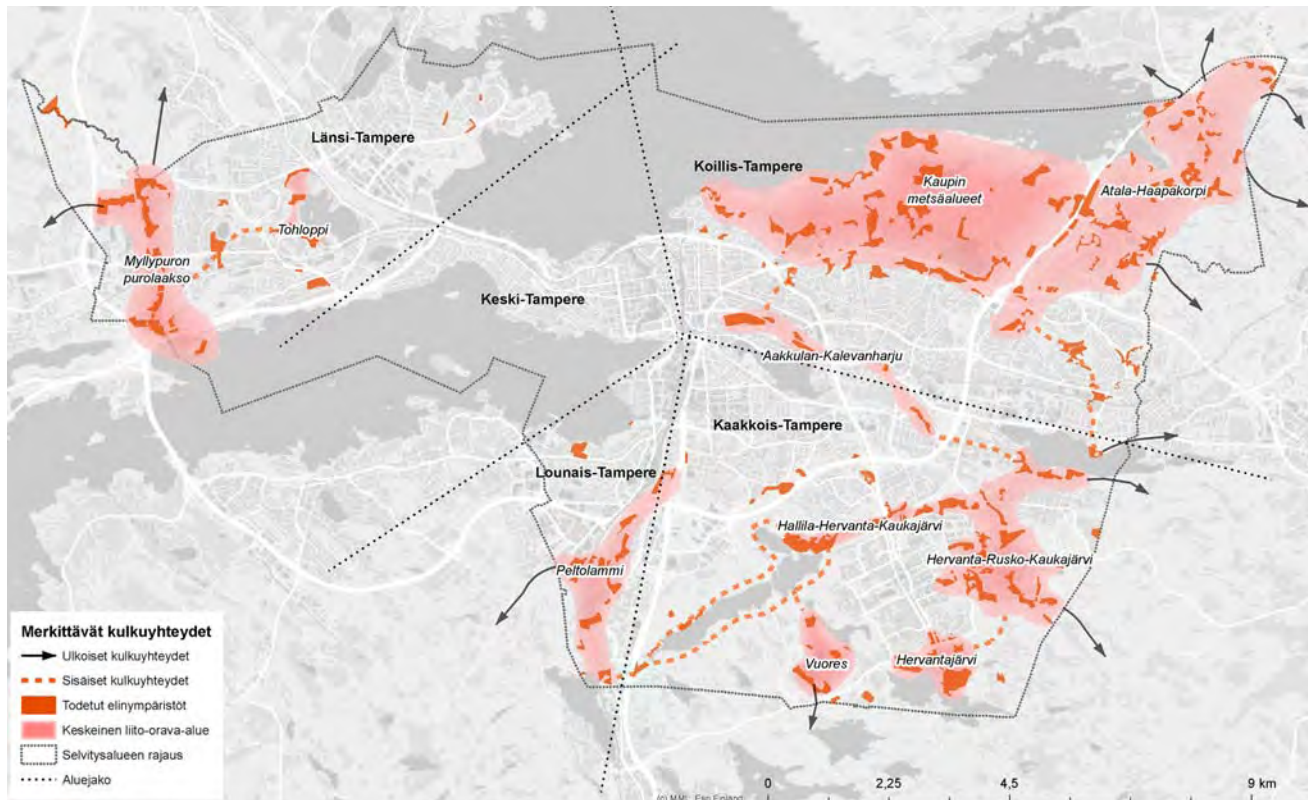 Länsi-Tampere
Koillis-Tampere
Kaupin
metsäalueet
Atala-Haapakorpi
Tohloppi
Myllypuron
purolaakso
Keski-Tampere
Aakkulan-Kalevanharju
Kaakkois-Tampere
Lounais-Tampere
Hallila-Hervanta-Kaukajärvi
Hervanta-Rusko-Kaukajärvi
Peltolammi
Vuores
Hervantajärvi
Merkittävät kulkuyhteydet
Ulkoiset kulkuyhteydet
Sisäiset kulkuyhteydet
Todetut elinympäristöt
Keskeinen liito-orava-alue
Selvitysalueen rajaus
Aluejako
0 2,25 4,5 9 km